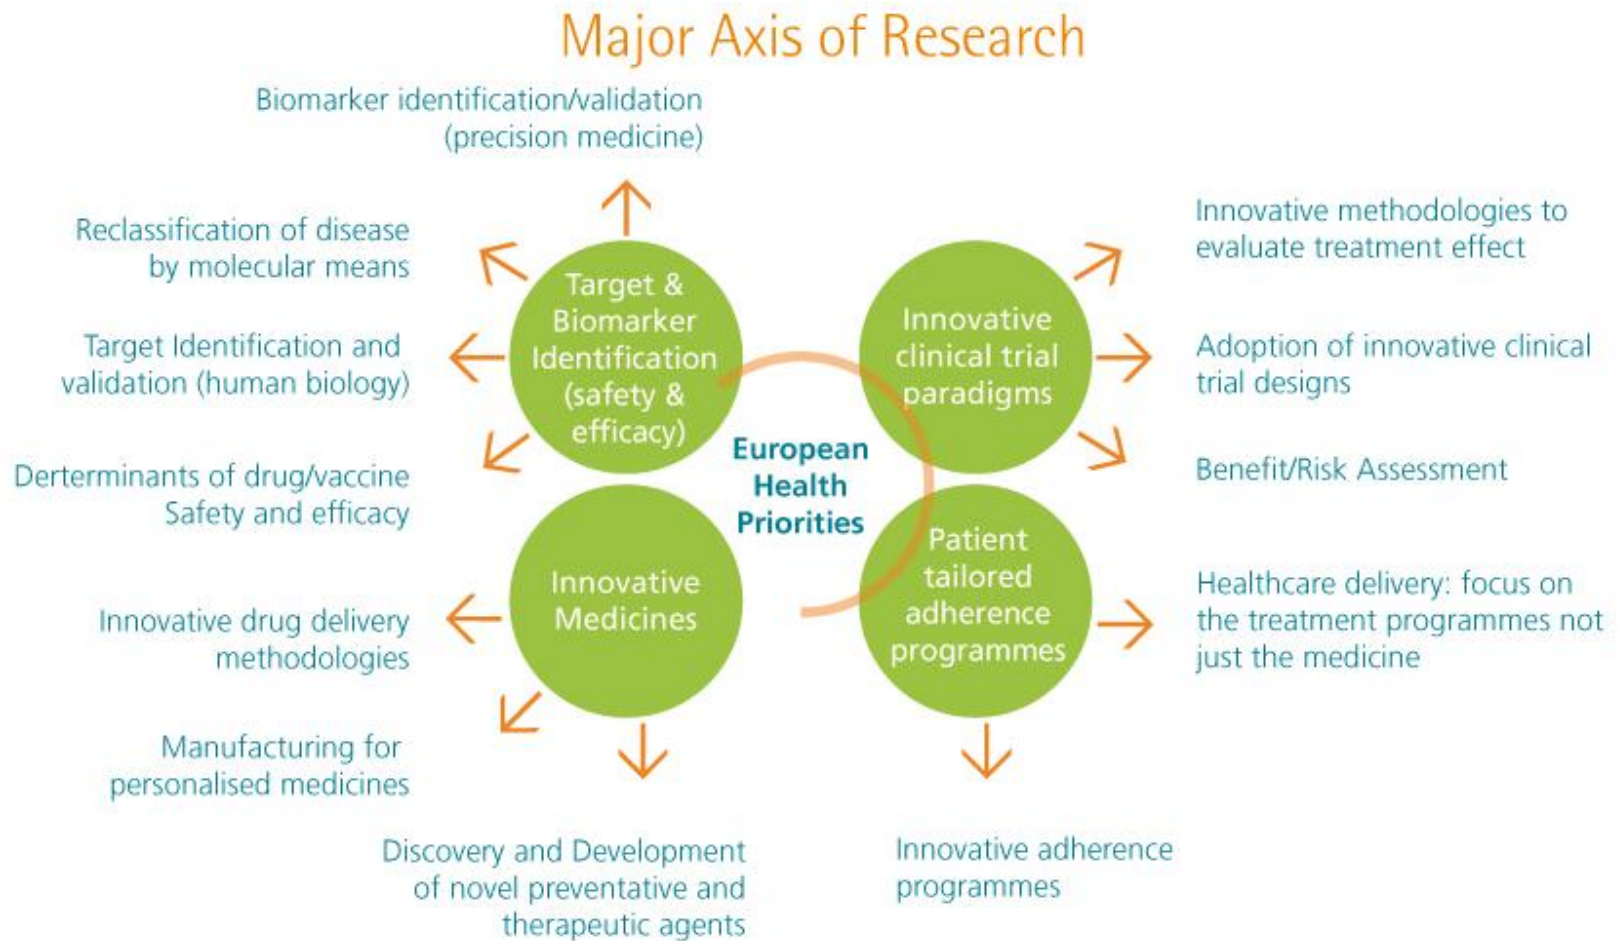 Major Axis of Research
Biomarker identification/validation
(precision medicine)
Reclassification of disease
by molecular means
Target Identification and
validation (human biology)
Derterminants of drug/vaccine
Safety and efficacy
Target &
Biomarker
Identification
(safety &
efficacy)
Innovative
clinical trial
paradigms
Innovative methodologies to
evaluate treatment effect
Adoption of innovative clinical
trial designs
Benefit/Risk Assessment
European
Health
Priorities
Innovative
Medicines
Patient
tailored
adherence
programmes
Innovative drug delivery
methodologies
Manufacturing for
personalised medicines
Discovery and Development
of novel preventative and
therapeutic agents
Healthcare delivery: focus on
the treatment programmes not
just the medicine
Innovative adherence
programmes